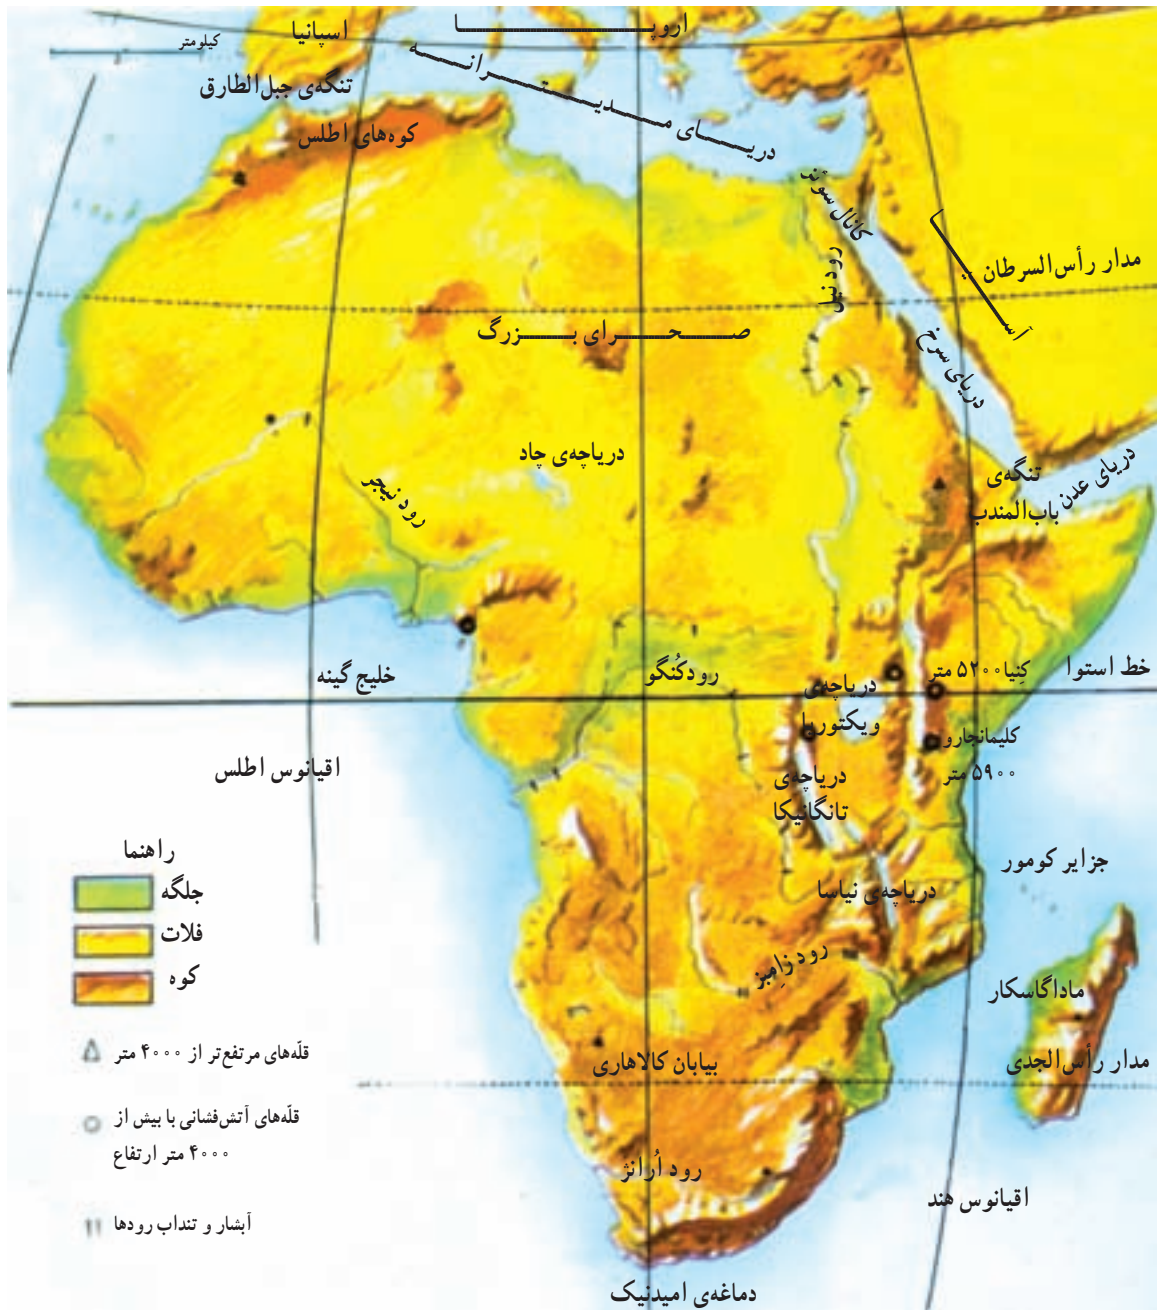 اروپا
اسپانیا
کیلومتر
دریای مدیترانه
تنگه‌ی جبل‌الطارق
کوه‌های اطلس
کانال سوئز
رود نیل
آسیا
مدار رأس‌السرطان
صحرای بزرگ
دریای سرخ
دریاچه‌ی چاد
رود نیجر
تنگه‌ی
باب‌المندب
دریای عدن
خط استوا
کِنیا ۵۲۰۰ متر
رود کُنگو
خلیج گینه
دریاچه‌ی
ویکتوریا
کلیمانجارو
۵۹۰۰ متر
اقیانوس اطلس
دریاچه‌ی
تانگانیکا
جزایر کومور
دریاچه‌ی نیاسا
رود زامِبز
ماداگاسکار
بیابان کالاهاری
مدار رأس‌الجدی
رود اُرانژ
اقیانوس هند
دماغه‌ی امیدنیک
راهنما
جلگه
فلات
کوه
قلّه‌های مرتفع‌تر از ۴۰۰۰ متر
قلّه‌های آتش‌فشانی با بیش از
۴۰۰۰ متر ارتفاع
آبشار و تنداب رودها